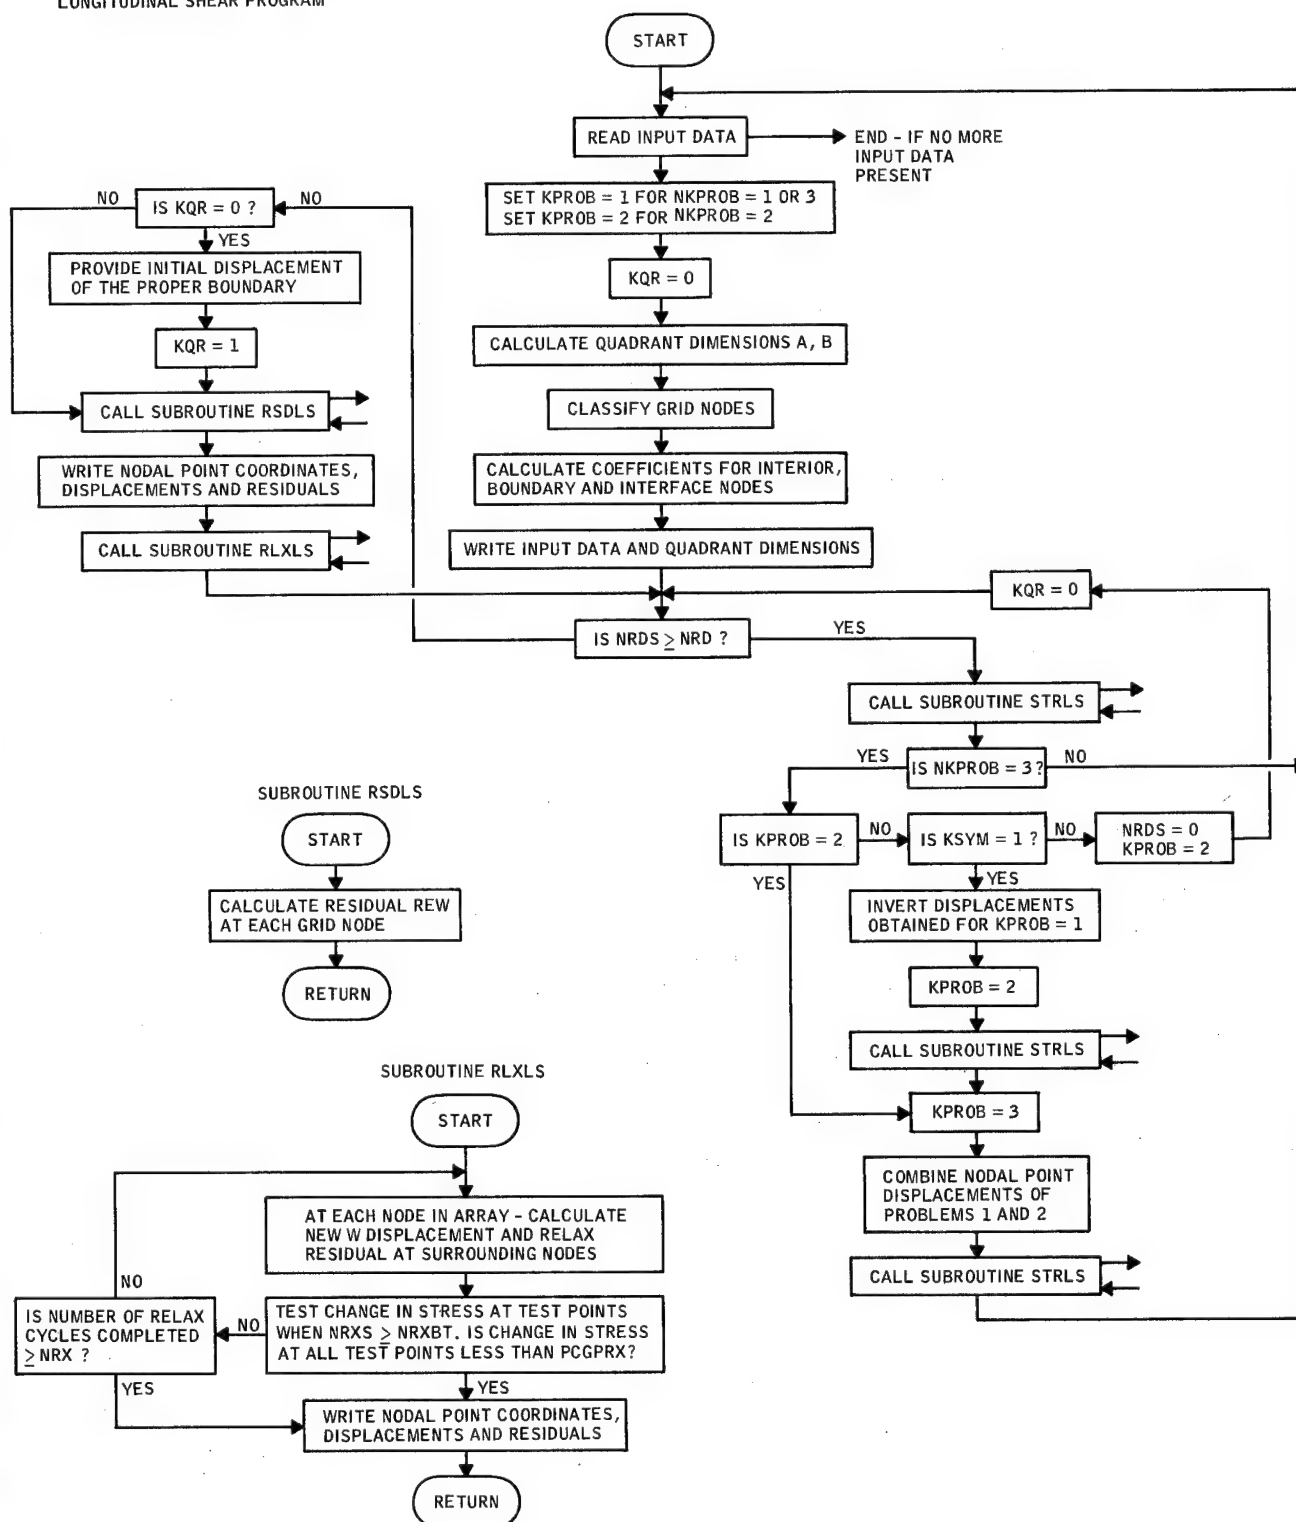 LONGITUDINAL SHEAR PROGRAM
START
READ INPUT DATA
END - IF NO MORE
INPUT DATA
PRESENT
SET KPROB = 1 FOR NKPROB = 1 OR 3
SET KPROB = 2 FOR NKPROB = 2
KQR = 0
CALCULATE QUADRANT DIMENSIONS A, B
CLASSIFY GRID NODES
CALCULATE COEFFICIENTS FOR INTERIOR,
BOUNDARY AND INTERFACE NODES
WRITE INPUT DATA AND QUADRANT DIMENSIONS
NO
IS KQR = 0 ?
NO
YES
PROVIDE INITIAL DISPLACEMENT
OF THE PROPER BOUNDARY
KQR = 1
CALL SUBROUTINE RSDLS
WRITE NODAL POINT COORDINATES,
DISPLACEMENTS AND RESIDUALS
CALL SUBROUTINE RLXLS
KQR = 0
IS NRDS ≥ NRD ?
YES
CALL SUBROUTINE STRLS
YES
IS NKPROB = 3 ?
NO
IS KPROB = 2
NO
IS KSYM = 1 ?
NO
NRDS = 0
KPROB = 2
YES
YES
INVERT DISPLACEMENTS
OBTAINED FOR KPROB = 1
KPROB = 2
CALL SUBROUTINE STRLS
KPROB = 3
COMBINE NODAL POINT
DISPLACEMENTS OF
PROBLEMS 1 AND 2
CALL SUBROUTINE STRLS
SUBROUTINE RSDLS
START
CALCULATE RESIDUAL REW
AT EACH GRID NODE
RETURN
SUBROUTINE RLXLS
START
AT EACH NODE IN ARRAY - CALCULATE
NEW W DISPLACEMENT AND RELAX
RESIDUAL AT SURROUNDING NODES
NO
IS NUMBER OF RELAX
CYCLES COMPLETED
≥ NRX ?
NO
TEST CHANGE IN STRESS AT TEST POINTS
WHEN NRXS ≥ NRXBT. IS CHANGE IN STRESS
AT ALL TEST POINTS LESS THAN PCGPRX?
YES
YES
WRITE NODAL POINT COORDINATES,
DISPLACEMENTS AND RESIDUALS
RETURN